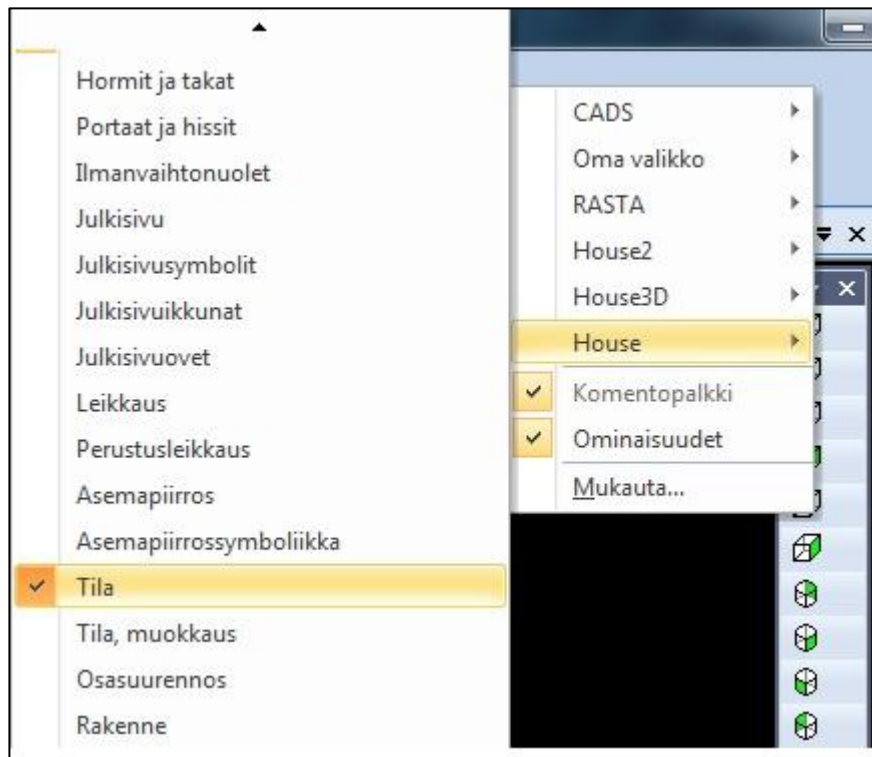 Hormit ja takat
Portaat ja hissit
Ilmanvaihtonuolet
Julkisivu
Julkisivusymbolit
Julkisivuikkunat
Julkisivuovet
Leikkaus
Perustusleikkaus
Asemapiirros
Asemapiirrossymboliikka
Tila
Tila, muokkaus
Osasuurennos
Rakenne
CADS
Oma valikko
RASTA
House2
House3D
House
Komentopalkki
Ominaisuudet
Mukauta...